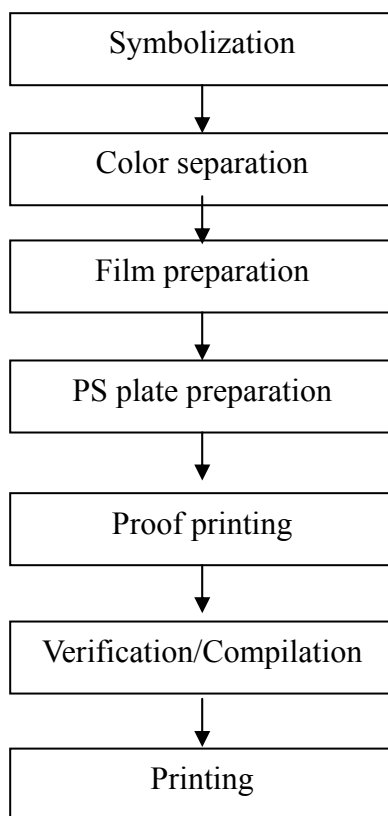 Symbolization
Color separation
Film preparation
PS plate preparation
Proof printing
Verification/Compilation
Printing